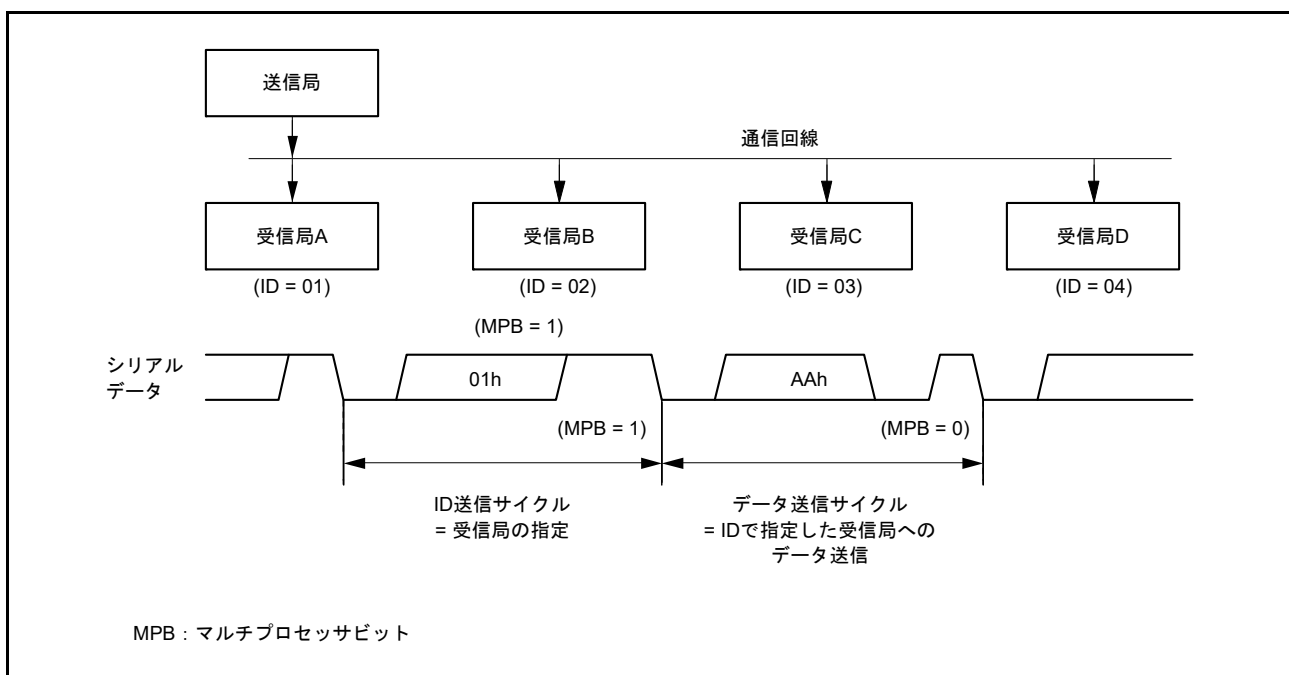 送信局
通信回線
受信局A
受信局B
受信局C
受信局D
(ID = 01)
(ID = 02)
(ID = 03)
(ID = 04)
(MPB = 1)
シリアル
データ
01h
AAh
(MPB = 1)
(MPB = 0)
ID送信サイクル
= 受信局の指定
データ送信サイクル
= IDで指定した受信局への
データ送信
MPB：マルチプロセッサビット